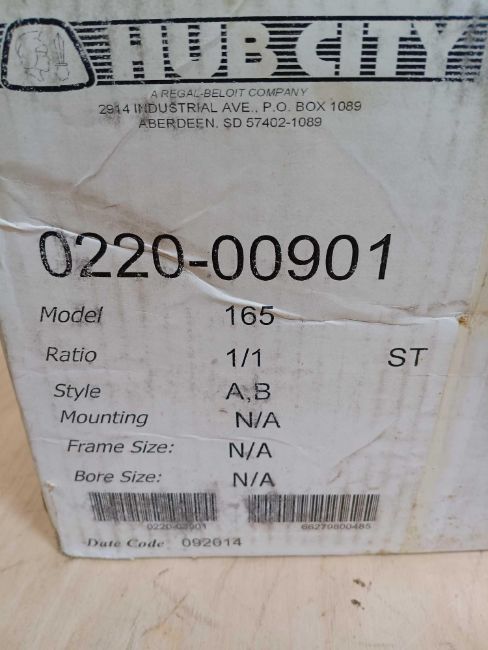 HUB CITY
A REGAL-BELOIT COMPANY
2914 INDUSTRIAL AVE., P.O. BOX 1089
ABERDEEN, SD 57402-1089
0220-00901
Model 165
Ratio 1/1 ST
Style A,B
Mounting N/A
Frame Size: N/A
Bore Size: N/A
0220-00901 66270800485
Date Code 092014